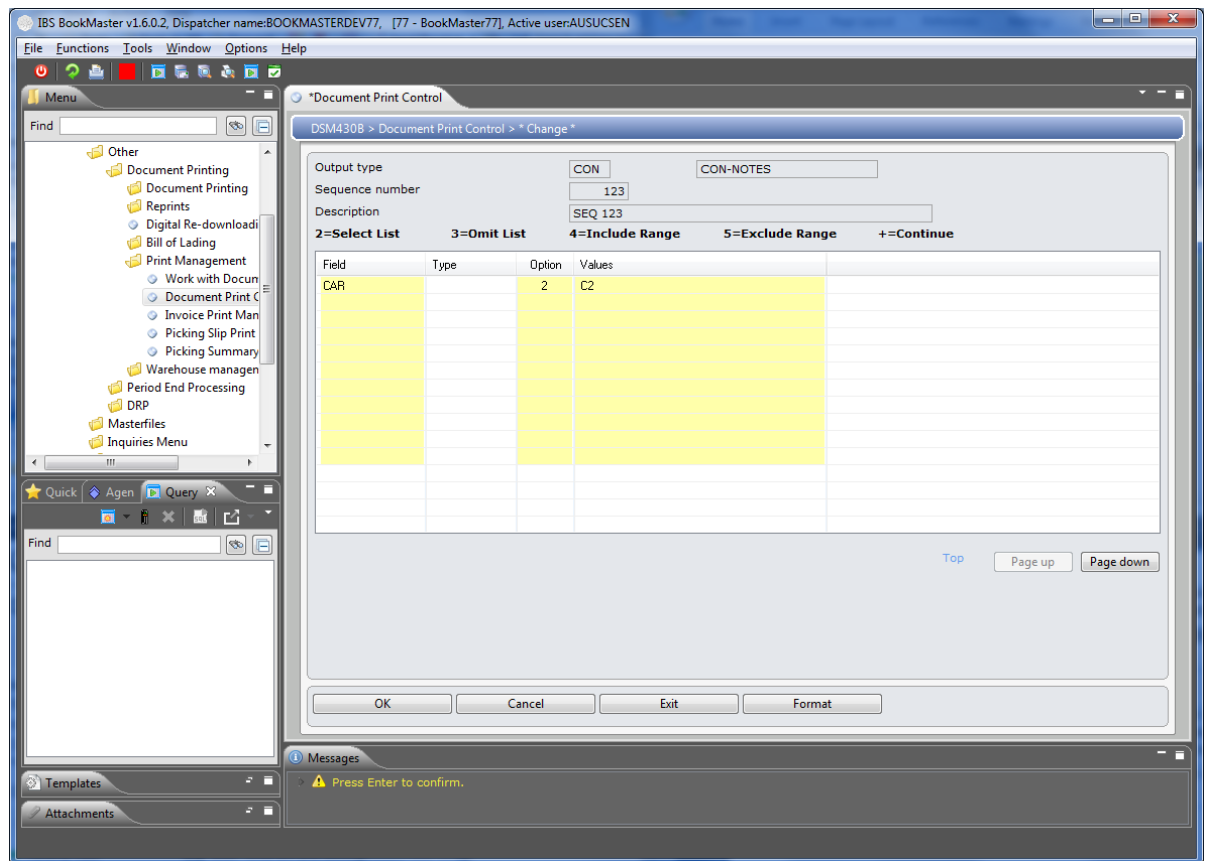 IBS BookMaster v1.6.0.2, Dispatcher name:BOOKMASTERDEV77, [77 - BookMaster77], Active user:AUSUCSEN
File Functions Tools Window Options Help
Menu
Find
Other
Document Printing
Document Printing
Reprints
Digital Re-downloadi
Bill of Lading
Print Management
Work with Docum
Document Print C
Invoice Print Man
Picking Slip Print
Picking Summary
Warehouse managen
Period End Processing
DRP
Masterfiles
Inquiries Menu
Quick Agen Query
Find
Templates
Attachments
*Document Print Control
DSM430B > Document Print Control > * Change *
Output type CON CON-NOTES
Sequence number 123
Description SEQ 123
2=Select List 3=Omit List 4=Include Range 5=Exclude Range +=Continue
Field Type Option Values
CAR 2 C2
Top Page up Page down
OK Cancel Exit Format
Messages
Press Enter to confirm.